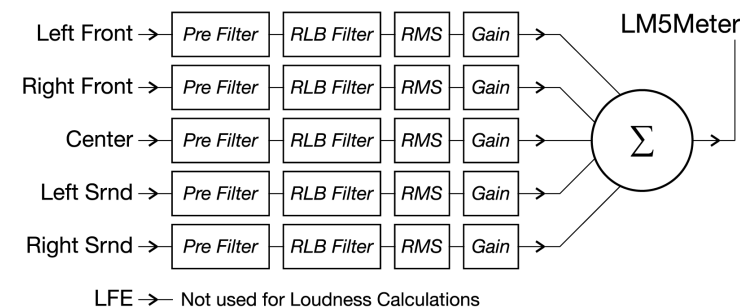 LM5Meter
Left Front Pre Filter RLB Filter RMS Gain
Right Front Pre Filter RLB Filter RMS Gain
Center Pre Filter RLB Filter RMS Gain
Σ
Left Srnd Pre Filter RLB Filter RMS Gain
Right Srnd Pre Filter RLB Filter RMS Gain
LFE Not used for Loudness Calculations